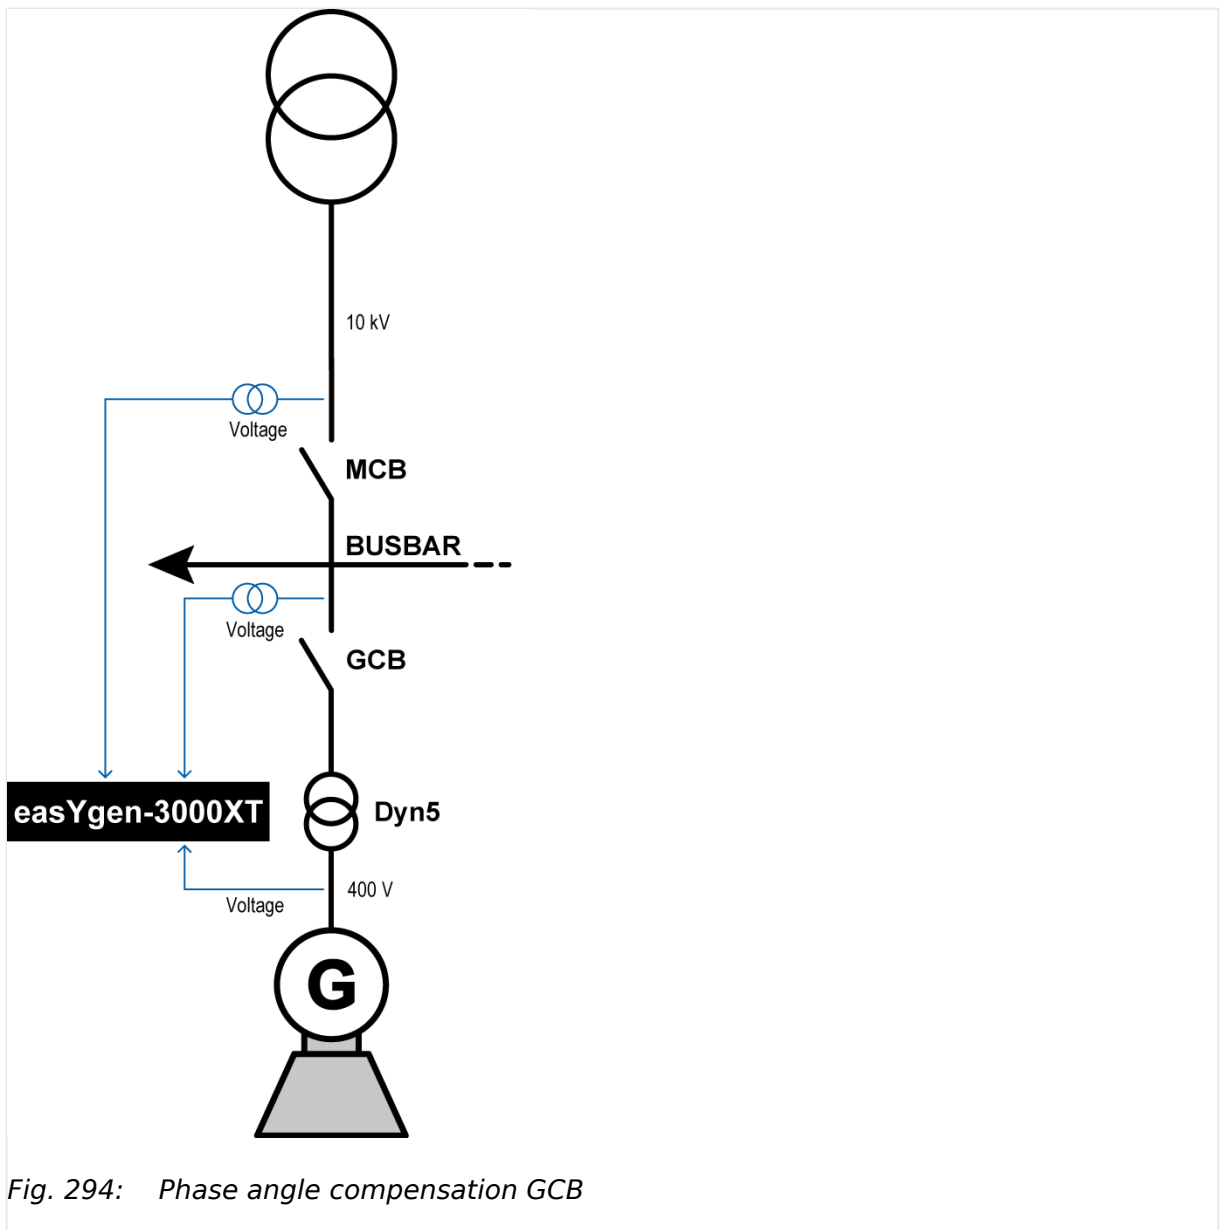 10 kV
Voltage
MCB
BUSBAR
Voltage
GCB
easYgen-3000XT
Dyn5
400 V
Voltage
G
Fig. 294: Phase angle compensation GCB